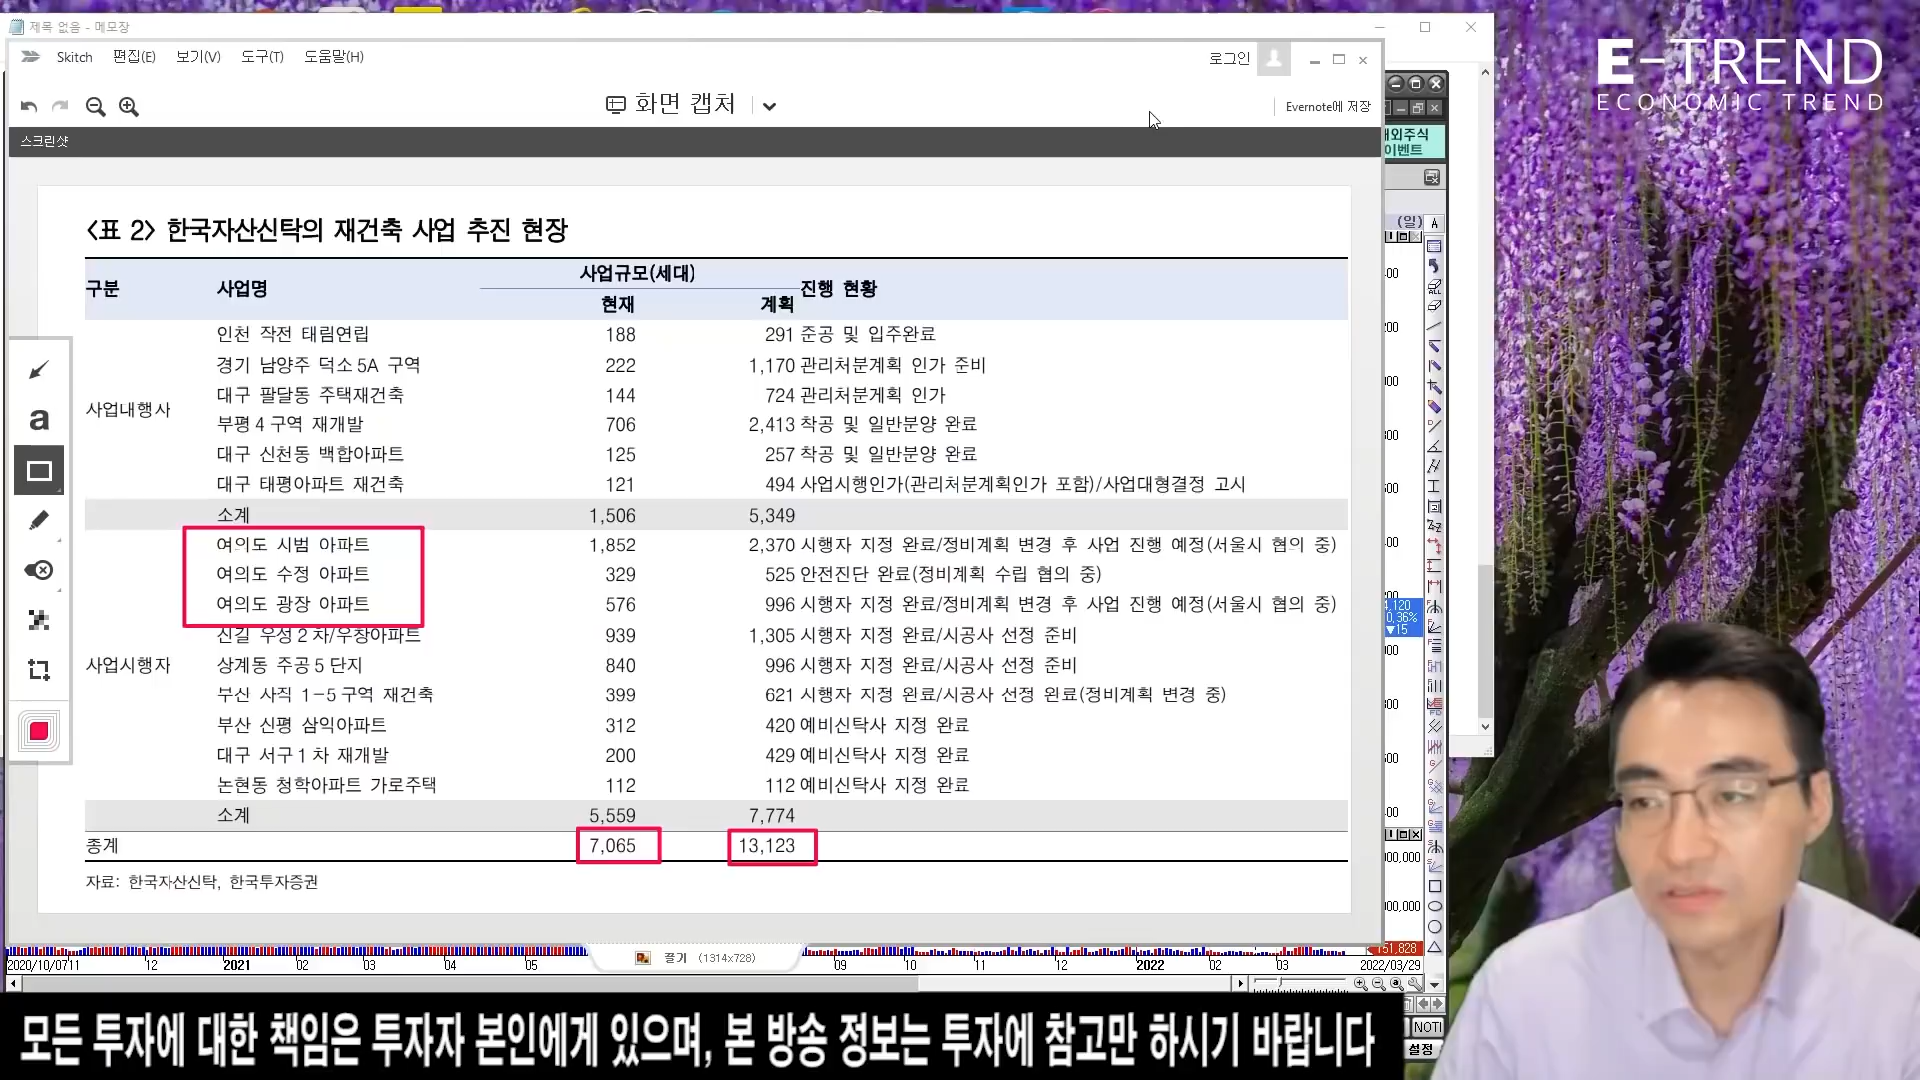 제목 없음 - 메모장
Skitch 편집(E) 보기(V) 도구(T) 도움말(H)
로그인
화면 캡처
Evernote에 저장
스크린샷
E-TREND
ECONOMIC TREND
<표 2> 한국자산신탁의 재건축 사업 추진 현장
구분 사업명 사업규모(세대) 진행 현황
현재 계획
인천 작전 태림연립 188 291 준공 및 입주완료
경기 남양주 덕소5A 구역 222 1,170 관리처분계획 인가 준비
대구 팔달동 주택재건축 144 724 관리처분계획 인가
사업대행사
부평4구역 재개발 706 2,413 착공 및 일반분양 완료
대구 신천동 백합아파트 125 257 착공 및 일반분양 완료
대구 태평아파트 재건축 121 494 사업시행인가(관리처분계획인가 포함)/사업대형결정 고시
소계 1,506 5,349
여의도 시범 아파트 1,852 2,370 시행자 지정 완료/정비계획 변경 후 사업 진행 예정(서울시 협의 중)
여의도 수정 아파트 329 525 안전진단 완료(정비계획 수립 협의 중)
여의도 광장 아파트 576 996 시행자 지정 완료/정비계획 변경 후 사업 진행 예정(서울시 협의 중)
신길 우성2차/우창아파트 939 1,305 시행자 지정 완료/시공사 선정 준비
사업시행자 상계동 주공5단지 840 996 시행자 지정 완료/시공사 선정 준비
부산 사직 1-5구역 재건축 399 621 시행자 지정 완료/시공사 선정 완료(정비계획 변경 중)
부산 신평 삼익아파트 312 420 예비신탁사 지정 완료
대구 서구1차 재개발 200 429 예비신탁사 지정 완료
논현동 청학아파트 가로주택 112 112 예비신탁사 지정 완료
소계 5,559 7,774
종계 7,065 13,123
자료: 한국자산신탁, 한국투자증권
끌기 (1314x728)
2020/10/07 11 12 2021 02 03 04 05 09 10 11 12 2022 02 03 2022/03/29
해외주식
이벤트
(일)
4,120
0,36%
▼15
151,828
NOTI
설정
모든 투자에 대한 책임은 투자자 본인에게 있으며, 본 방송 정보는 투자에 참고만 하시기 바랍니다